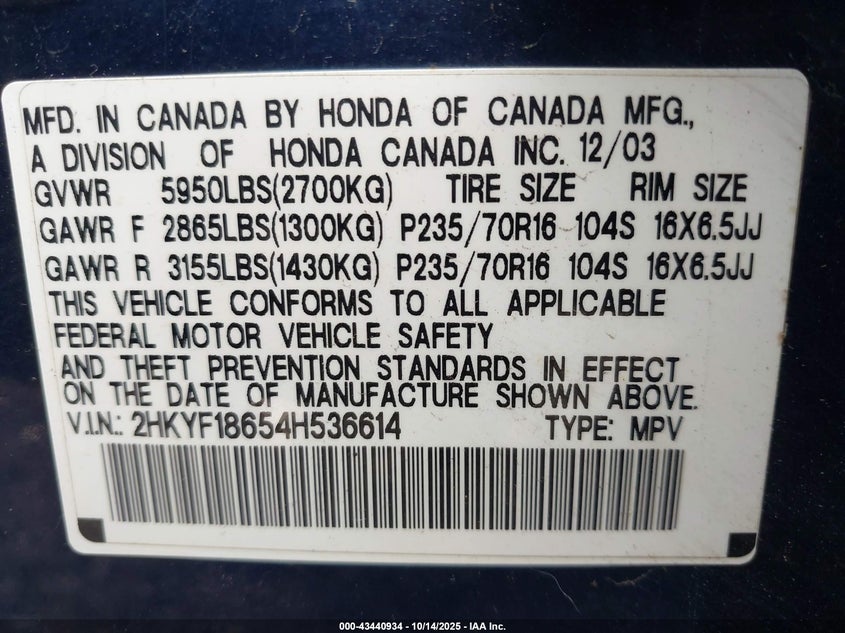 MFD. IN CANADA BY HONDA OF CANADA MFG.,
A DIVISION OF HONDA CANADA INC. 12/03
GVWR 5950LBS(2700KG) TIRE SIZE RIM SIZE
GAWR F 2865LBS(1300KG) P235/70R16 104S 16X6.5JJ
GAWR R 3155LBS(1430KG) P235/70R16 104S 16X6.5JJ
THIS VEHICLE CONFORMS TO ALL APPLICABLE
FEDERAL MOTOR VEHICLE SAFETY
AND THEFT PREVENTION STANDARDS IN EFFECT
ON THE DATE OF MANUFACTURE SHOWN ABOVE.
V.I.N.: 2HKYF18654H536614 TYPE: MPV
000-43440934 - 10/14/2025 - IAA Inc.